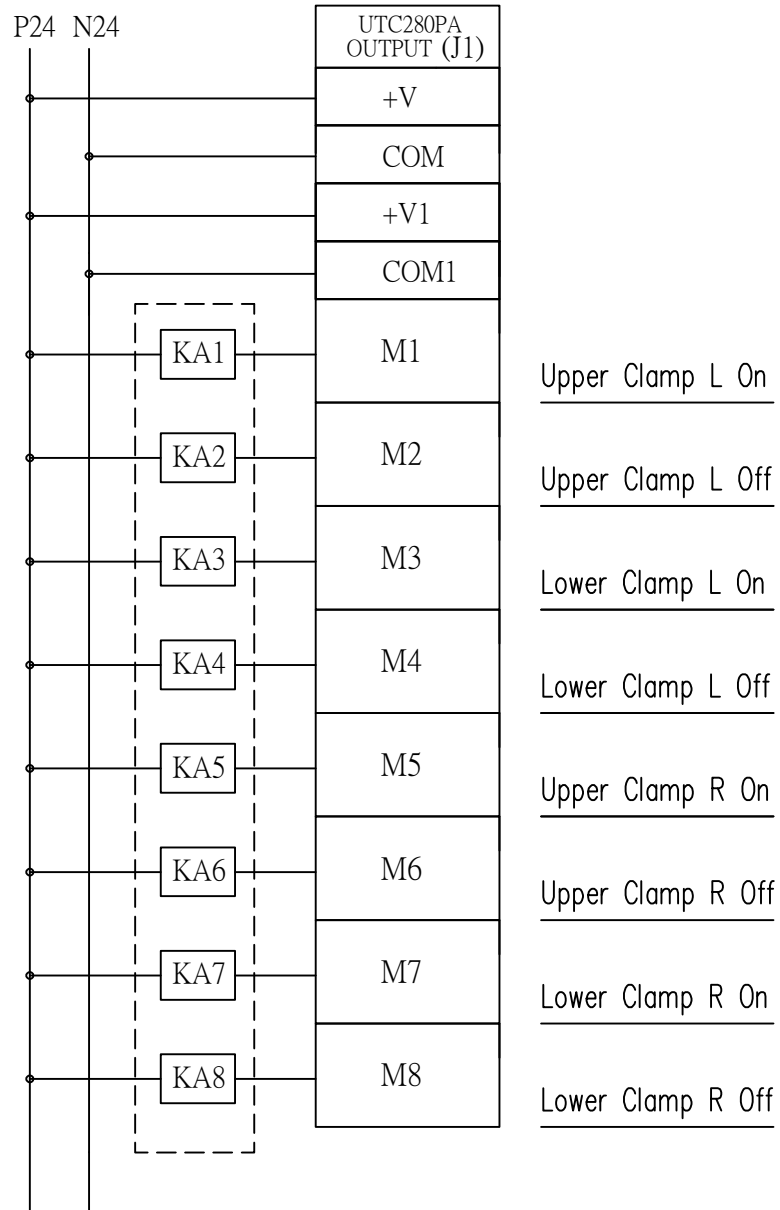 P24 N24
UTC280PA
OUTPUT (J1)
+V
COM
+V1
COM1
KA1 M1 Upper Clamp L On
KA2 M2 Upper Clamp L Off
KA3 M3 Lower Clamp L On
KA4 M4 Lower Clamp L Off
KA5 M5 Upper Clamp R On
KA6 M6 Upper Clamp R Off
KA7 M7 Lower Clamp R On
KA8 M8 Lower Clamp R Off